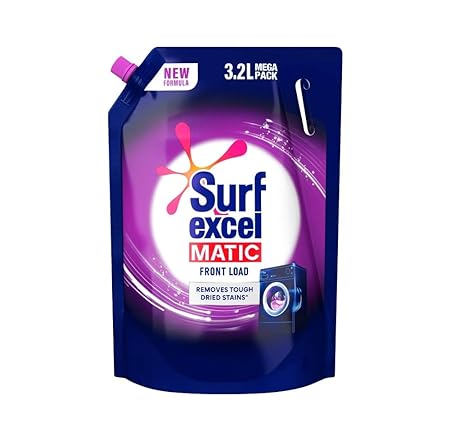 NEW
FORMULA
3.2L MEGA
PACK
Surf
excel
MATIC
FRONT LOAD
REMOVES TOUGH
DRIED STAINS^